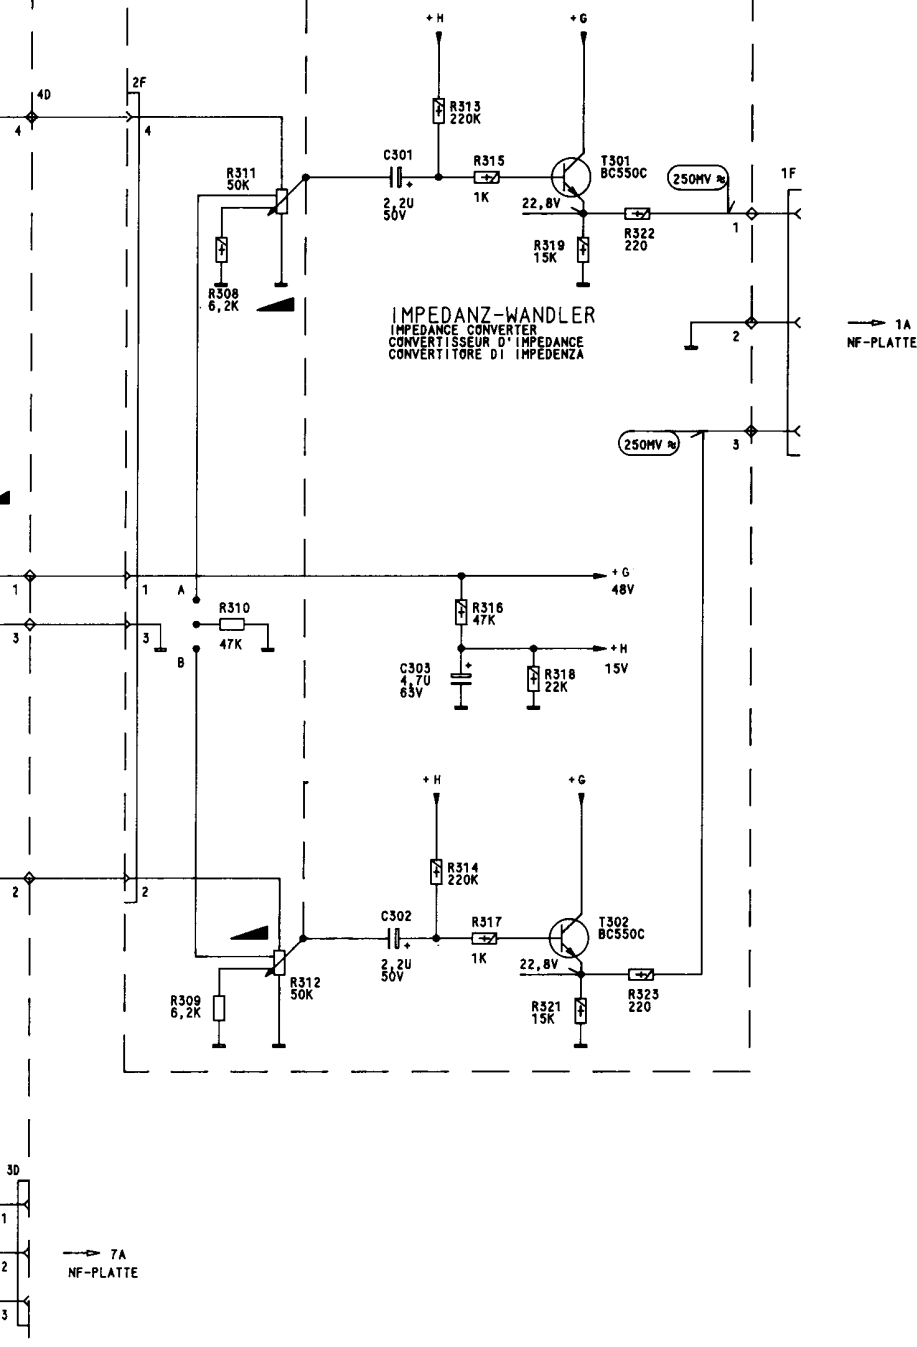 +H
+G
2F
4D
4
4
R313
220K
C301
R315
T301
BC550C
R311
50K
250MV ≈
1F
2,2U
50V
1K
22,8V
1
R322
220
R319
15K
R308
6,2K
IMPEDANZ-WANDLER
IMPEDANCE CONVERTER
CONVERTISSEUR D'IMPEDANCE
CONVERTITORE DI IMPEDENZA
2
1A
NF-PLATTE
250MV ≈
3
+G
48V
1
1
A
R310
47K
R316
47K
3
3
B
+H
15V
C303
4,7U
63V
R318
22K
+H
+G
R314
220K
2
2
C302
R317
T302
BC550C
2,2U
50V
1K
22,8V
R312
50K
R309
6,2K
R321
15K
R323
220
3D
1
2
3
7A
NF-PLATTE